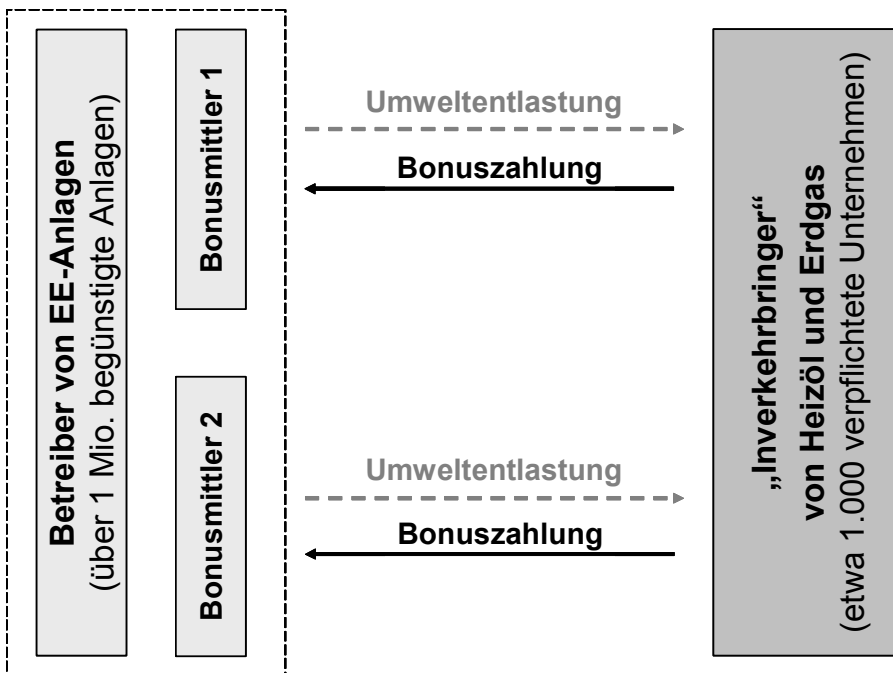 Betreiber von EE-Anlagen
(über 1 Mio. begünstigte Anlagen)
Bonusmittler 1
Bonusmittler 2
Umweltentlastung
Bonuszahlung
Umweltentlastung
Bonuszahlung
„Inverkehrbringer“
von Heizöl und Erdgas
(etwa 1.000 verpflichtete Unternehmen)